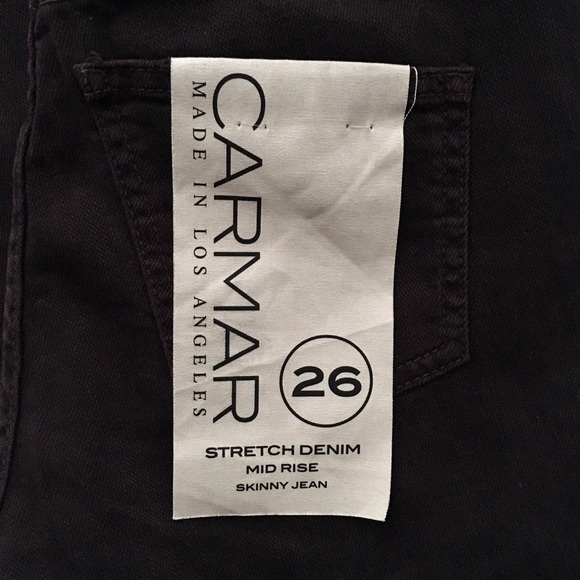 CARMAR
MADE IN LOS ANGELES
26
STRETCH DENIM
MID RISE
SKINNY JEAN